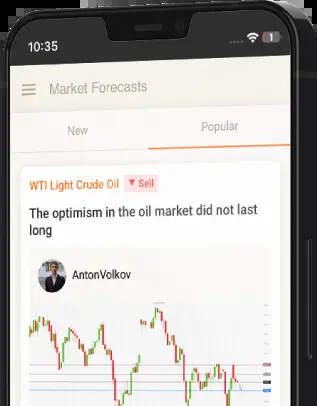 10:35
1
Market Forecasts
New
Popular
WTI Light Crude Oil ▼ Sell
The optimism in the oil market did not last
long
AntonVolkov